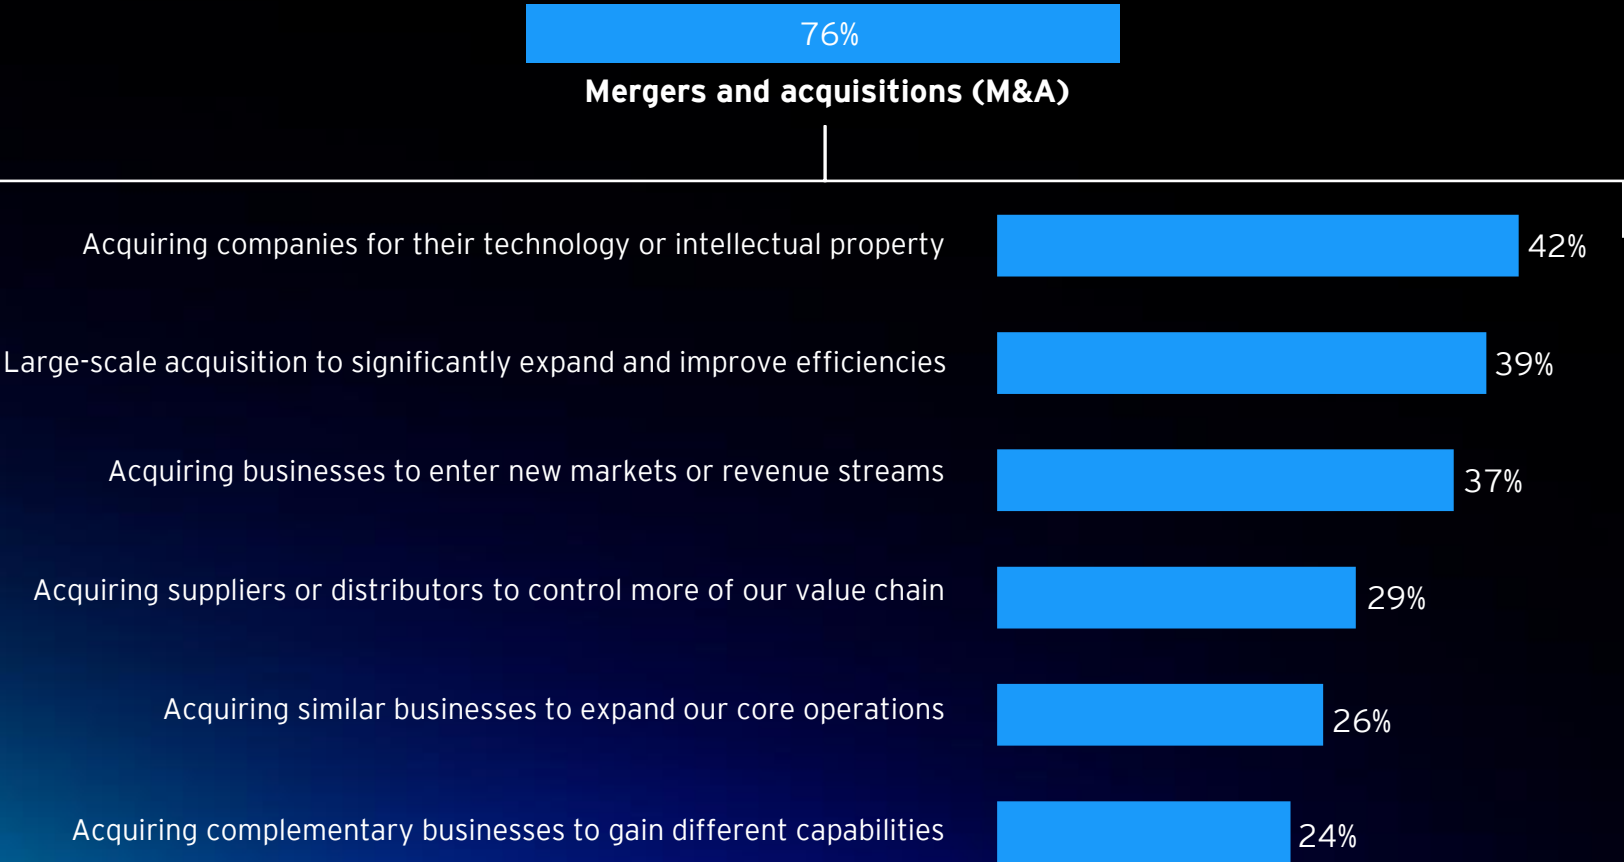 76%
Mergers and acquisitions (M&A)
Acquiring companies for their technology or intellectual property
42%
Large-scale acquisition to significantly expand and improve efficiencies
39%
Acquiring businesses to enter new markets or revenue streams
37%
Acquiring suppliers or distributors to control more of our value chain
29%
Acquiring similar businesses to expand our core operations
26%
Acquiring complementary businesses to gain different capabilities
24%